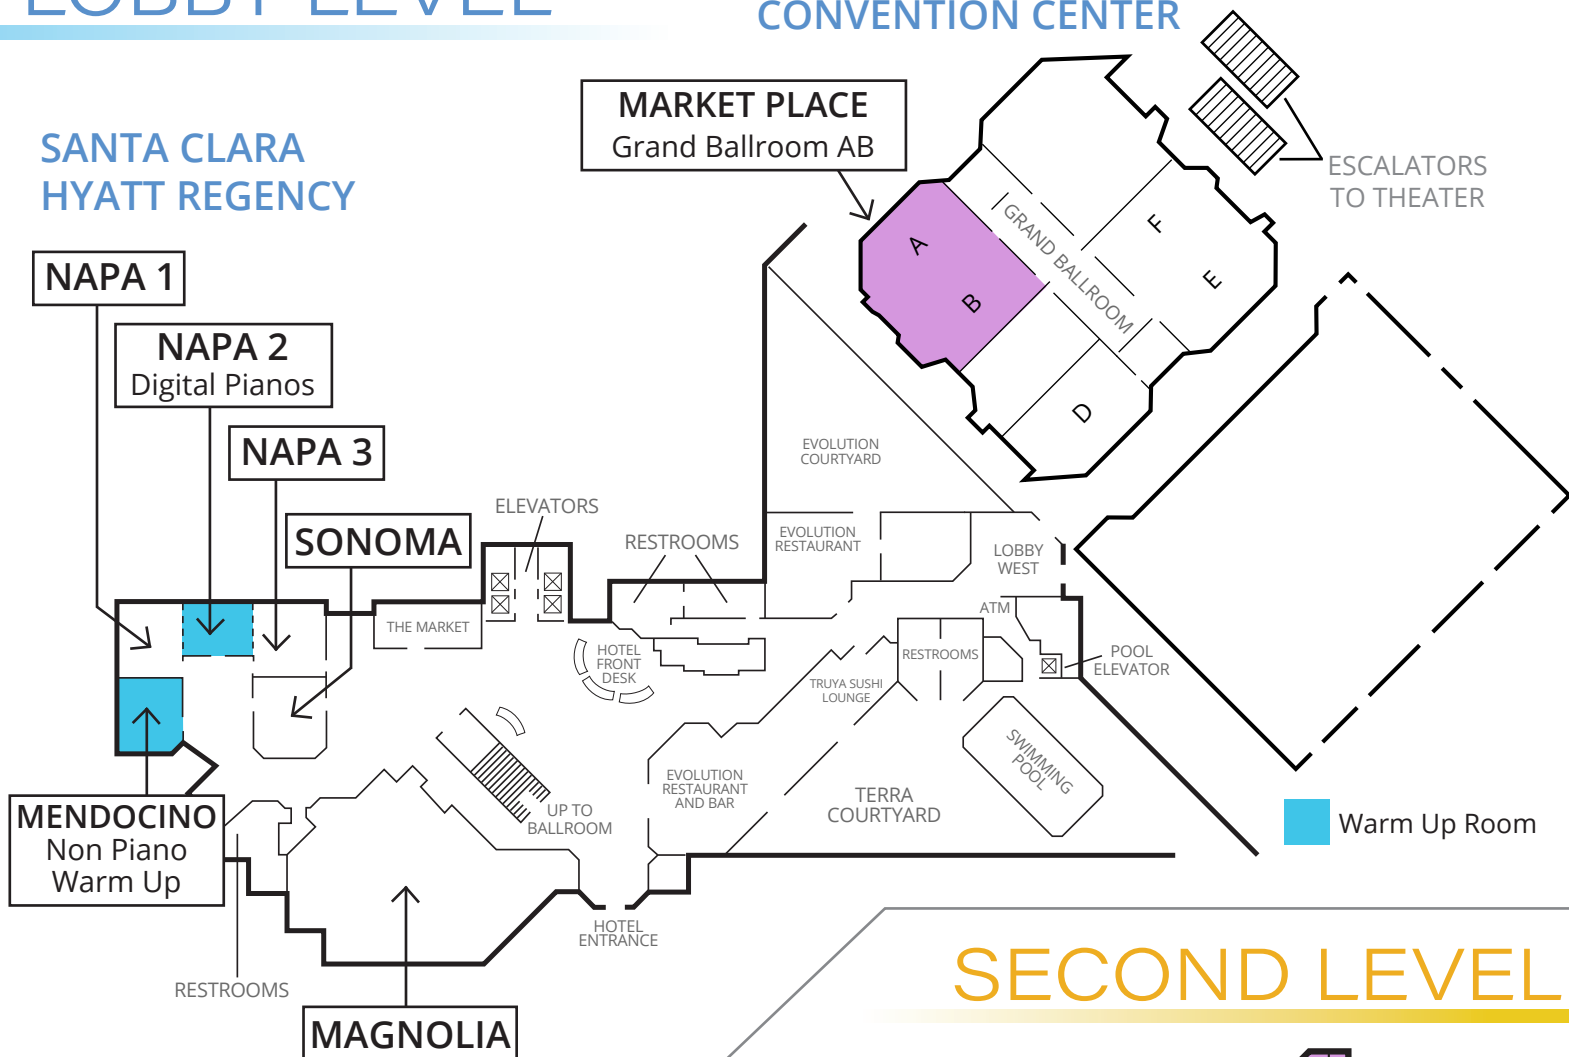 LOBBY LEVEL
CONVENTION CENTER
SANTA CLARA
HYATT REGENCY
MARKET PLACE
Grand Ballroom AB
ESCALATORS
TO THEATER
A
B
GRAND BALLROOM
F
E
D
NAPA 1
NAPA 2
Digital Pianos
NAPA 3
SONOMA
ELEVATORS
RESTROOMS
EVOLUTION
COURTYARD
EVOLUTION
RESTAURANT
LOBBY
WEST
ATM
THE MARKET
HOTEL
FRONT
DESK
RESTROOMS
POOL
ELEVATOR
TRUYA SUSHI
LOUNGE
SWIMMING
POOL
EVOLUTION
RESTAURANT
AND BAR
TERRA
COURTYARD
UP TO
BALLROOM
MENDOCINO
Non Piano
Warm Up
Warm Up Room
HOTEL
ENTRANCE
RESTROOMS
MAGNOLIA
SECOND LEVEL